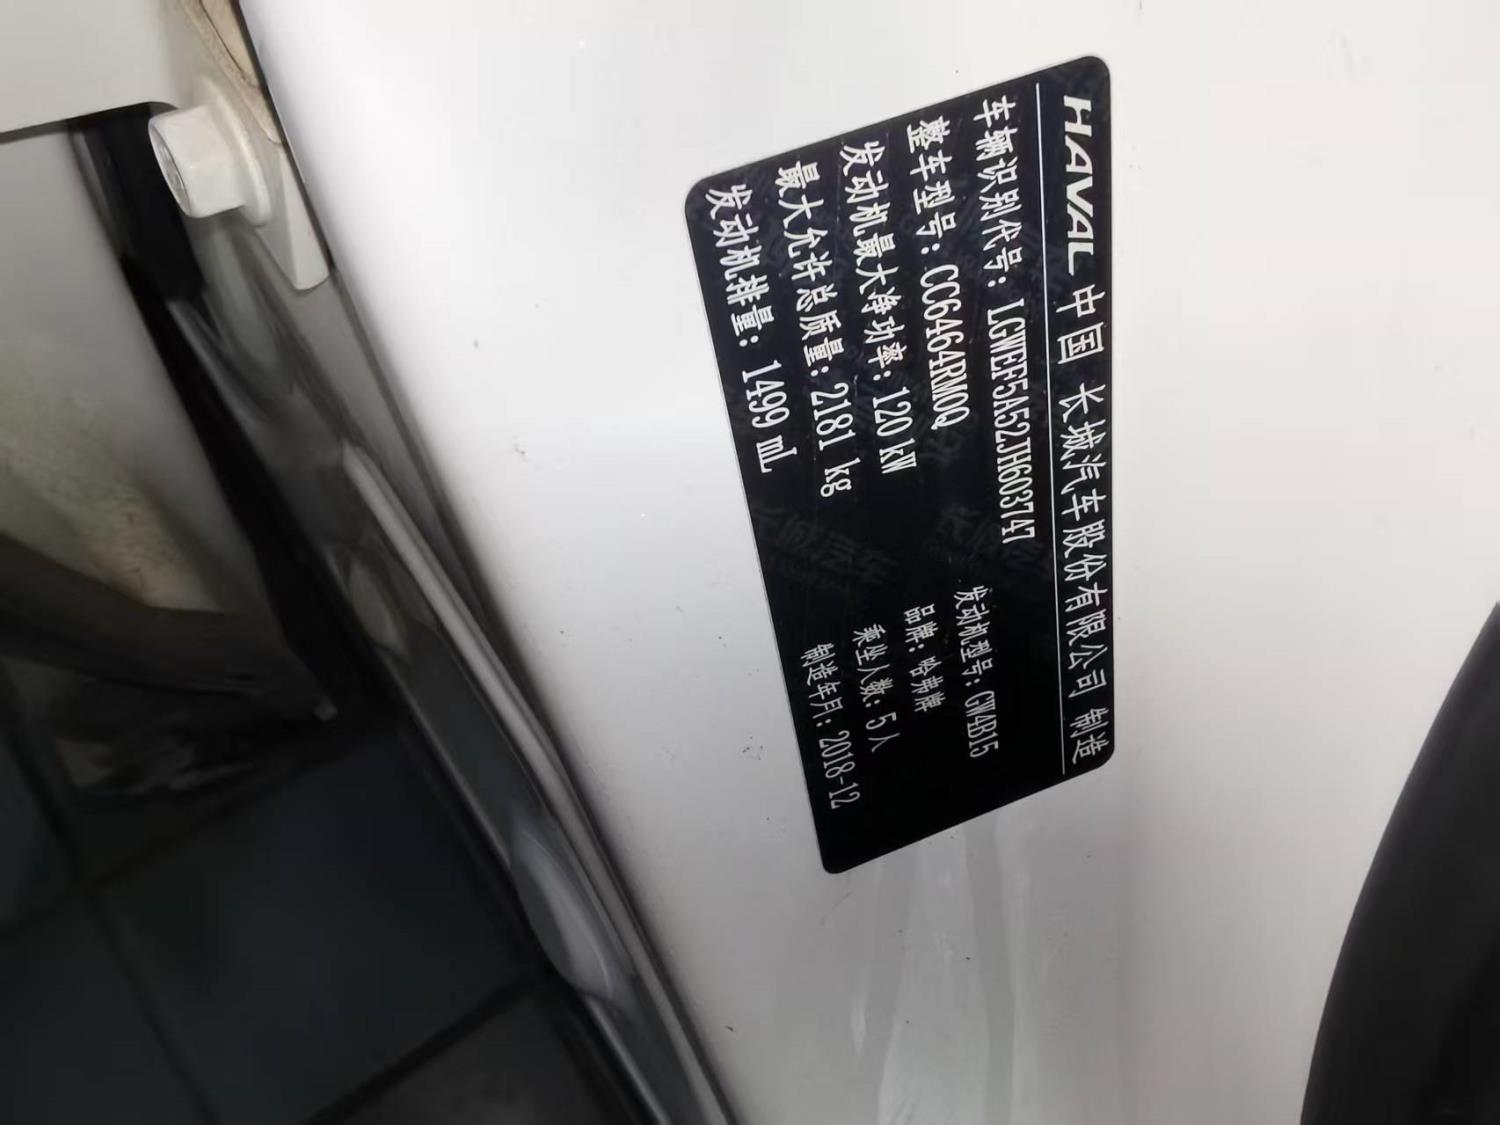 HAVAL 中国 长城汽车股份有限公司 制造
车辆识别代号：LGWEF5A52JH603747
整车型号：CC6464RM0Q
发动机型号：GW4B15
发动机最大净功率：120 kW
品牌：哈弗牌
最大允许总质量：2181 kg
乘坐人数：5人
发动机排量：1499 mL
制造年月：2018-12